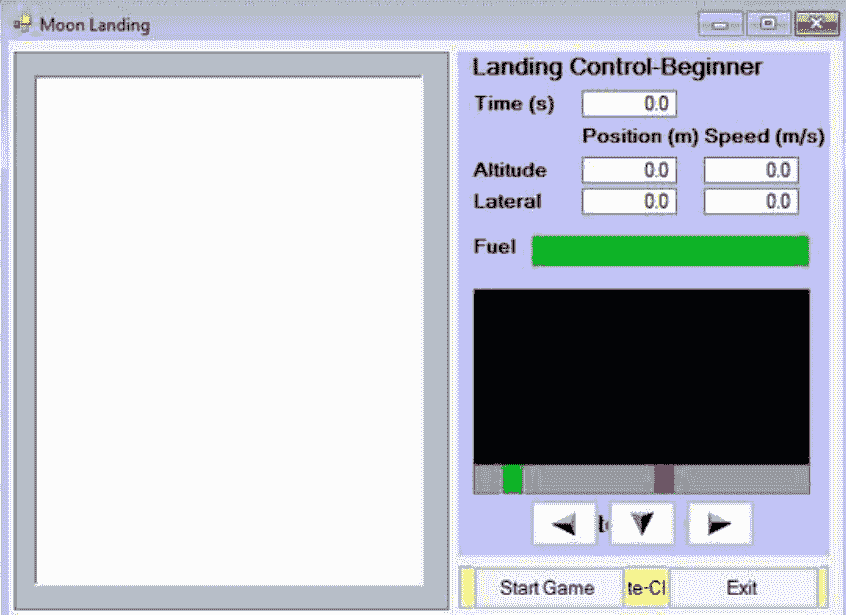 Moon Landing
Landing Control-Beginner
Time (s) 0.0
Position (m) Speed (m/s)
Altitude 0.0 0.0
Lateral 0.0 0.0
Fuel
Start Game te-Cl Exit